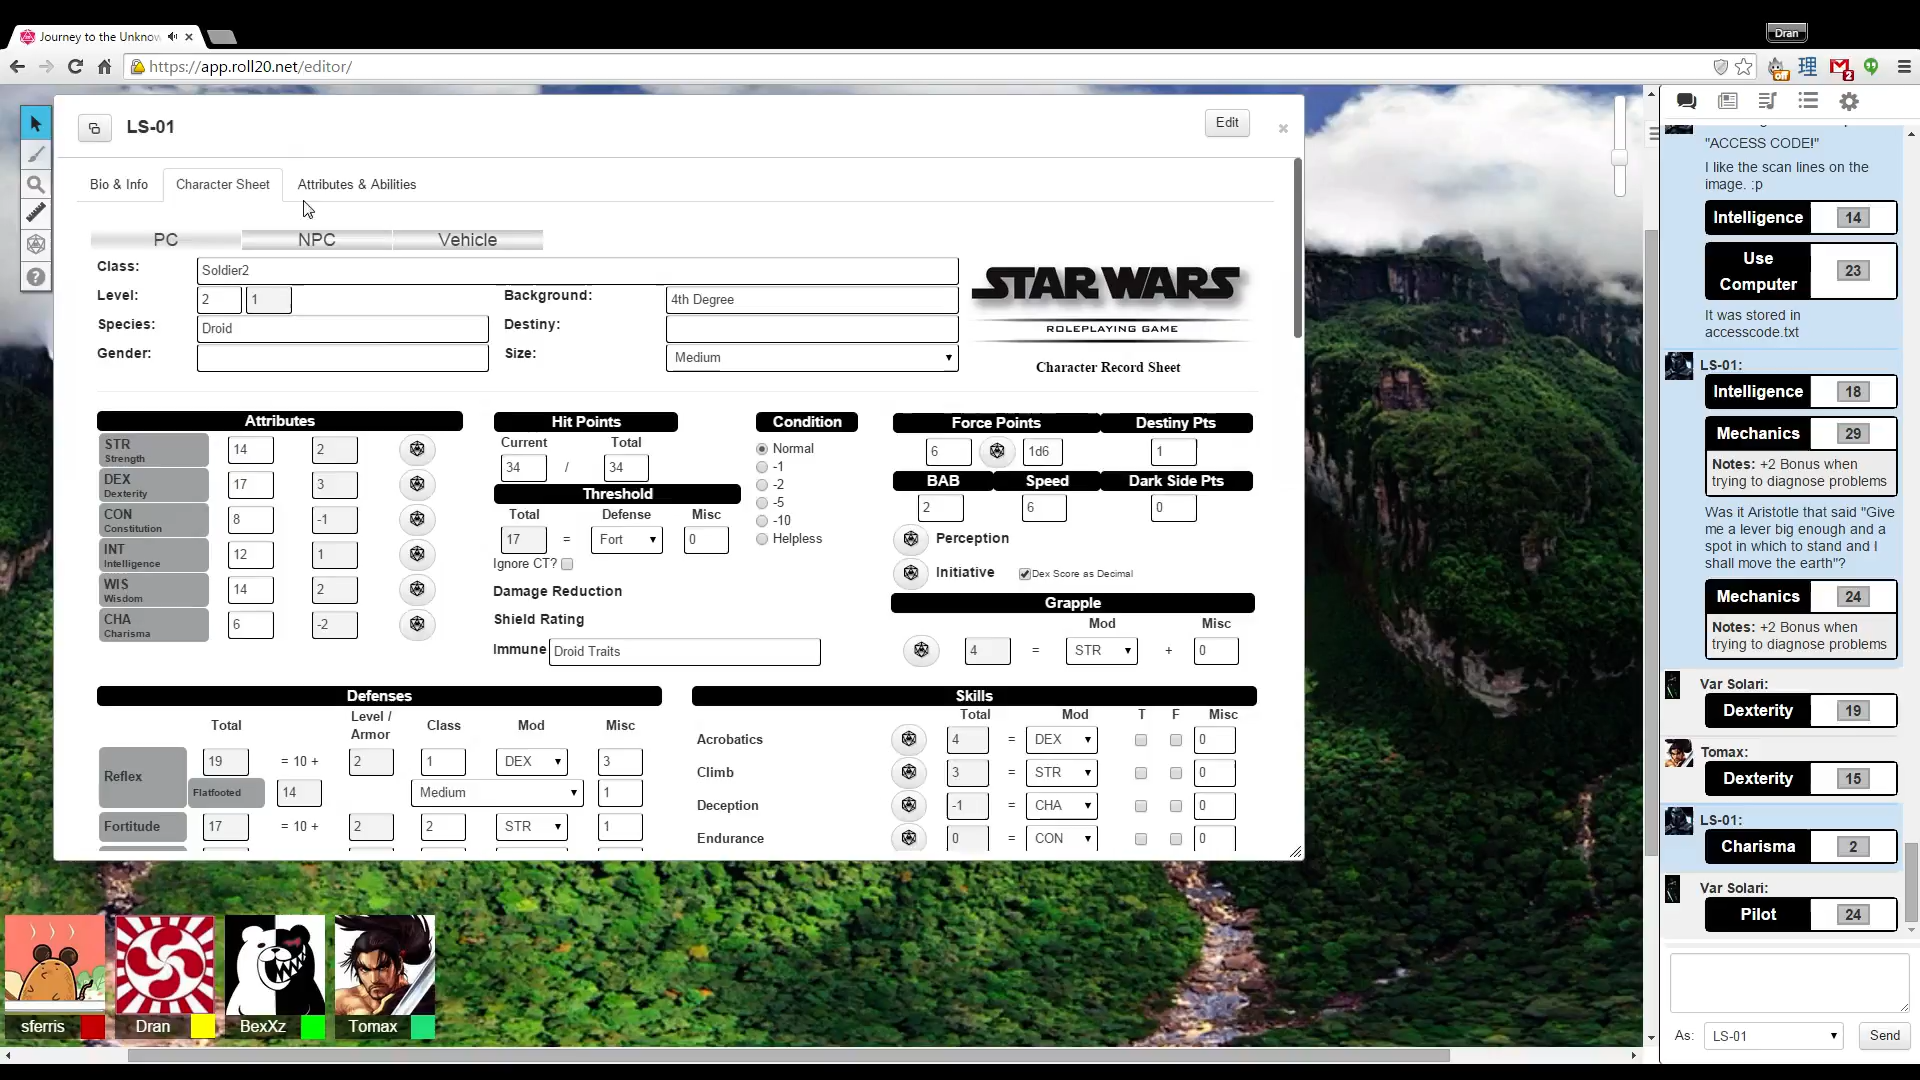 Dran
Journey to the Unknow
https://app.roll20.net/editor/
off
理
2
LS-01
Edit
Bio & Info
Character Sheet
Attributes & Abilities
PC
NPC
Vehicle
Class:
Soldier2
Level:
2
1
Background:
4th Degree
Species:
Droid
Destiny:
Gender:
Size:
Medium
STAR WARS
ROLEPLAYING GAME
Character Record Sheet
Attributes
STR
Strength
14
2
DEX
Dexterity
17
3
CON
Constitution
8
-1
INT
Intelligence
12
1
WIS
Wisdom
14
2
CHA
Charisma
6
-2
Hit Points
Current
Total
34
/
34
Threshold
Total
Defense
Misc
17
=
Fort
0
Ignore CT?
Damage Reduction
Shield Rating
Immune
Droid Traits
Condition
Normal
-1
-2
-5
-10
Helpless
Force Points
Destiny Pts
6
1d6
1
BAB
Speed
Dark Side Pts
2
6
0
Perception
Initiative
Dex Score as Decimal
Grapple
Mod
Misc
4
=
STR
+
0
Defenses
Total
Level / Armor
Class
Mod
Misc
Reflex
19
= 10 +
2
1
DEX
3
Flatfooted
14
Medium
1
Fortitude
17
= 10 +
2
2
STR
1
Skills
Total
Mod
T
F
Misc
Acrobatics
4
=
DEX
0
Climb
3
=
STR
0
Deception
-1
=
CHA
0
Endurance
0
=
CON
0
sferris
Dran
BexXz
Tomax
"ACCESS CODE!"
I like the scan lines on the
image. :p
Intelligence
14
Use
Computer
23
It was stored in
accesscode.txt
LS-01:
Intelligence
18
Mechanics
29
Notes: +2 Bonus when
trying to diagnose problems
Was it Aristotle that said "Give
me a lever big enough and a
spot in which to stand and I
shall move the earth"?
Mechanics
24
Notes: +2 Bonus when
trying to diagnose problems
Var Solari:
Dexterity
19
Tomax:
Dexterity
15
LS-01:
Charisma
2
Var Solari:
Pilot
24
As:
LS-01
Send